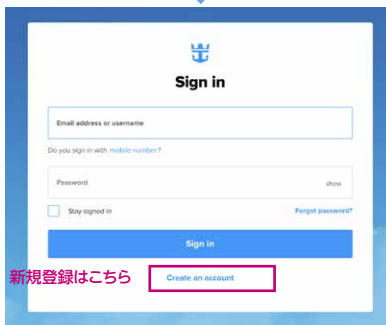 Sign in
Email address or username
Do you sign in with mobile number?
Password show
Stay signed in Forgot password?
Sign in
新規登録はこちら Create an account